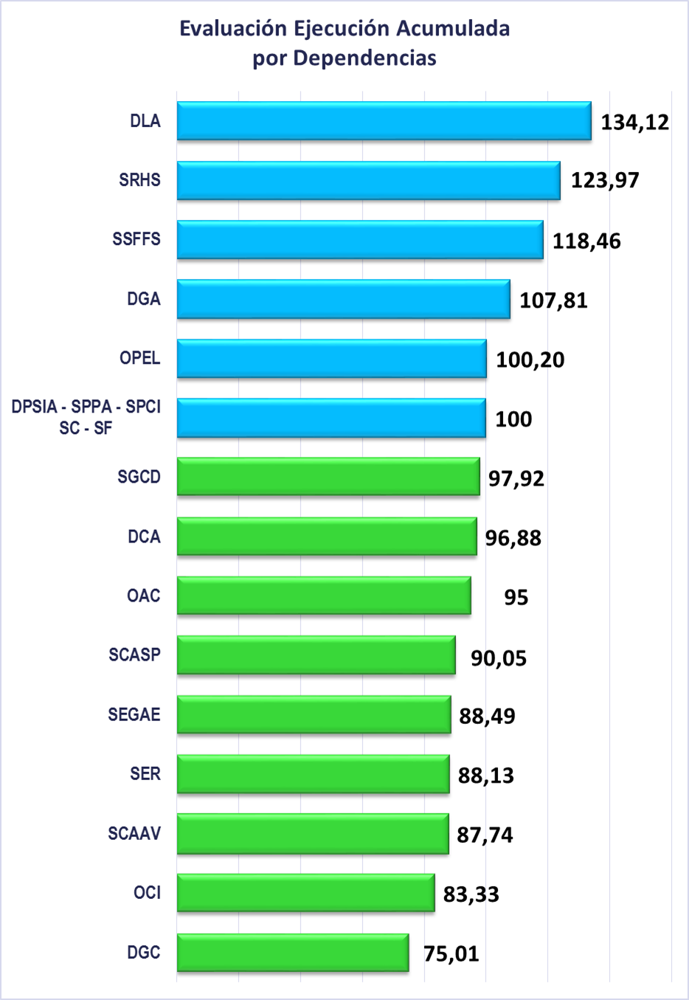 Evaluación Ejecución Acumulada
por Dependencias
DLA 134,12
SRHS 123,97
SSFFS 118,46
DGA 107,81
OPEL 100,20
DPSIA - SPPA - SPCI
SC - SF 100
SGCD 97,92
DCA 96,88
OAC 95
SCASP 90,05
SEGAE 88,49
SER 88,13
SCAAV 87,74
OCI 83,33
DGC 75,01